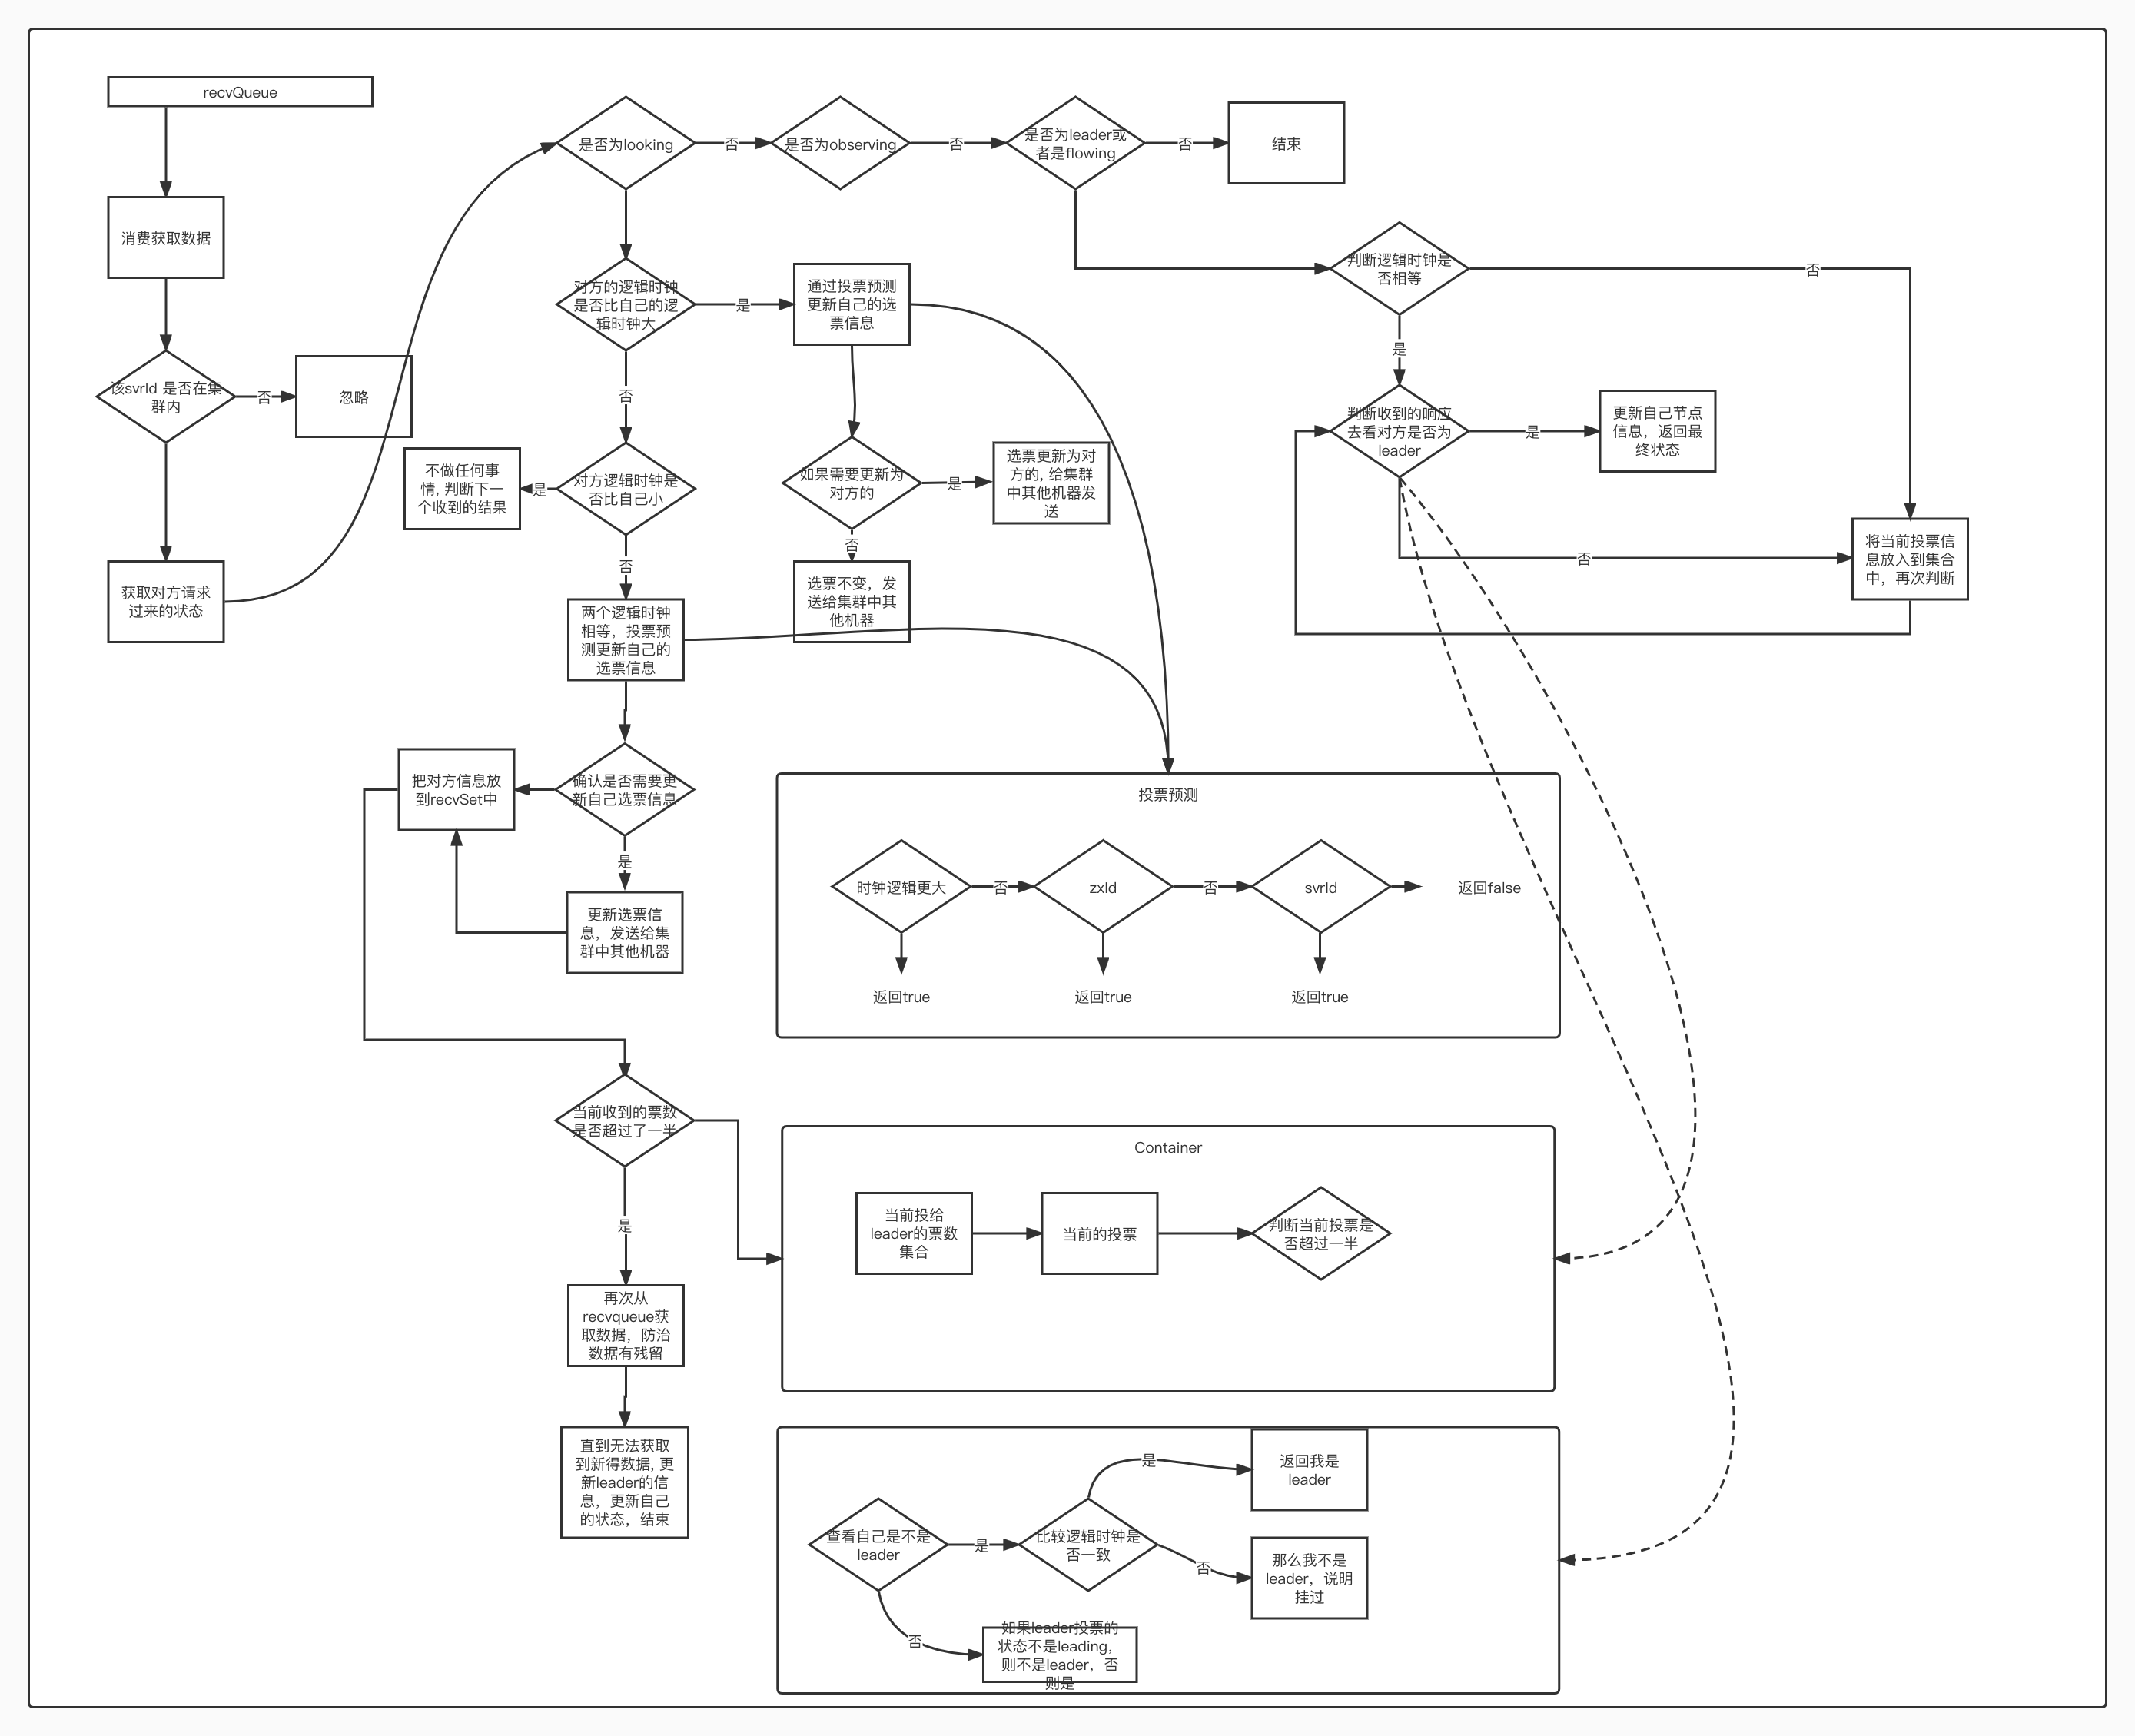 recvQueue
消费获取数据
该svrId 是否在集
群内
否
忽略
获取对方请求
过来的状态
是否为looking
否
是否为observing
否
是否为leader或
者是flowing
否
结束
对方的逻辑时钟
是否比自己的逻
辑时钟大
是
通过投票预测
更新自己的选
票信息
否
对方逻辑时钟是
否比自己小
是
不做任何事
情, 判断下一
个收到的结果
如果需要更新为
对方的
是
选票更新为对
方的, 给集群
中其他机器发
送
否
选票不变，发
送给集群中其
他机器
否
两个逻辑时钟
相等，投票预
测更新自己的
选票信息
判断逻辑时钟是
否相等
否
是
判断收到的响应
去看对方是否为
leader
是
更新自己节点
信息，返回最
终状态
否
将当前投票信
息放入到集合
中，再次判断
确认是否需要更
新自己选票信息
把对方信息放
到recvSet中
是
更新选票信
息，发送给集
群中其他机器
投票预测
时钟逻辑更大
否
zxId
否
svrId
返回false
返回true
返回true
返回true
当前收到的票数
是否超过了一半
是
再次从
recvqueue获
取数据，防治
数据有残留
直到无法获取
到新得数据, 更
新leader的信
息，更新自己
的状态，结束
Container
当前投给
leader的票数
集合
当前的投票
判断当前投票是
否超过一半
查看自己是不是
leader
是
比较逻辑时钟是
否一致
是
返回我是
leader
否
那么我不是
leader，说明
挂过
否
如果leader投票的
状态不是leading，
则不是leader，否
则是